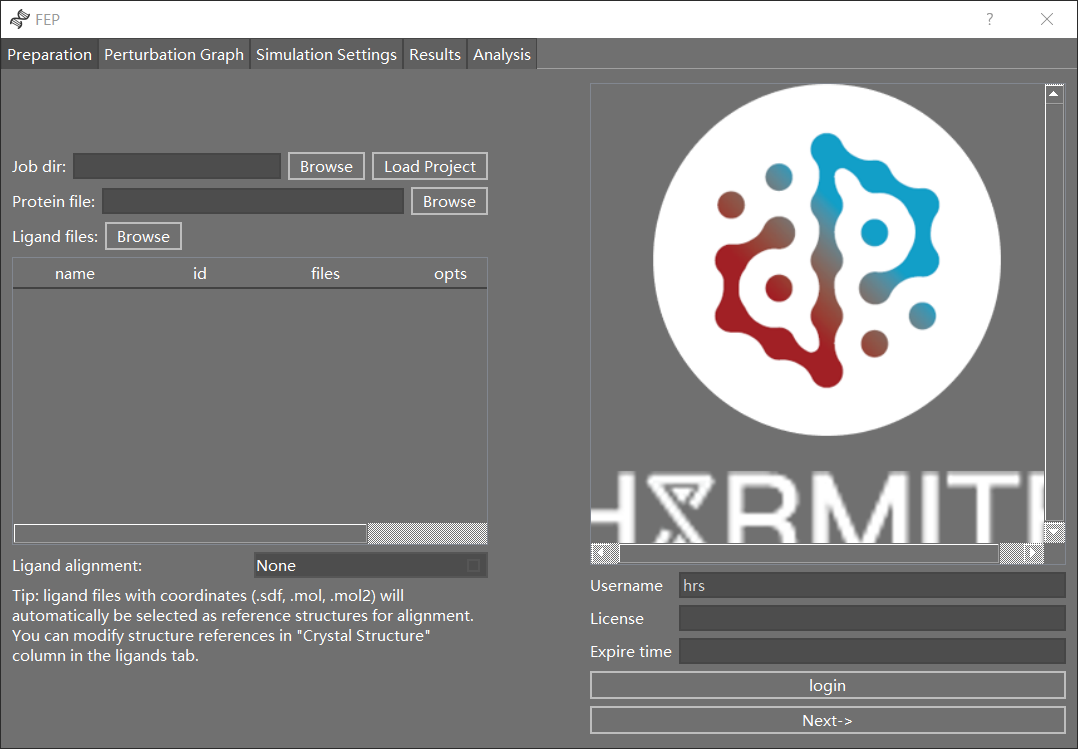 FEP
?
Preparation Perturbation Graph Simulation Settings Results Analysis
Job dir: Browse Load Project
Protein file: Browse
Ligand files: Browse
name id files opts
Ligand alignment: None
Tip: ligand files with coordinates (.sdf, .mol, .mol2) will
automatically be selected as reference structures for alignment.
You can modify structure references in "Crystal Structure"
column in the ligands tab.
Username hrs
License
Expire time
login
Next->